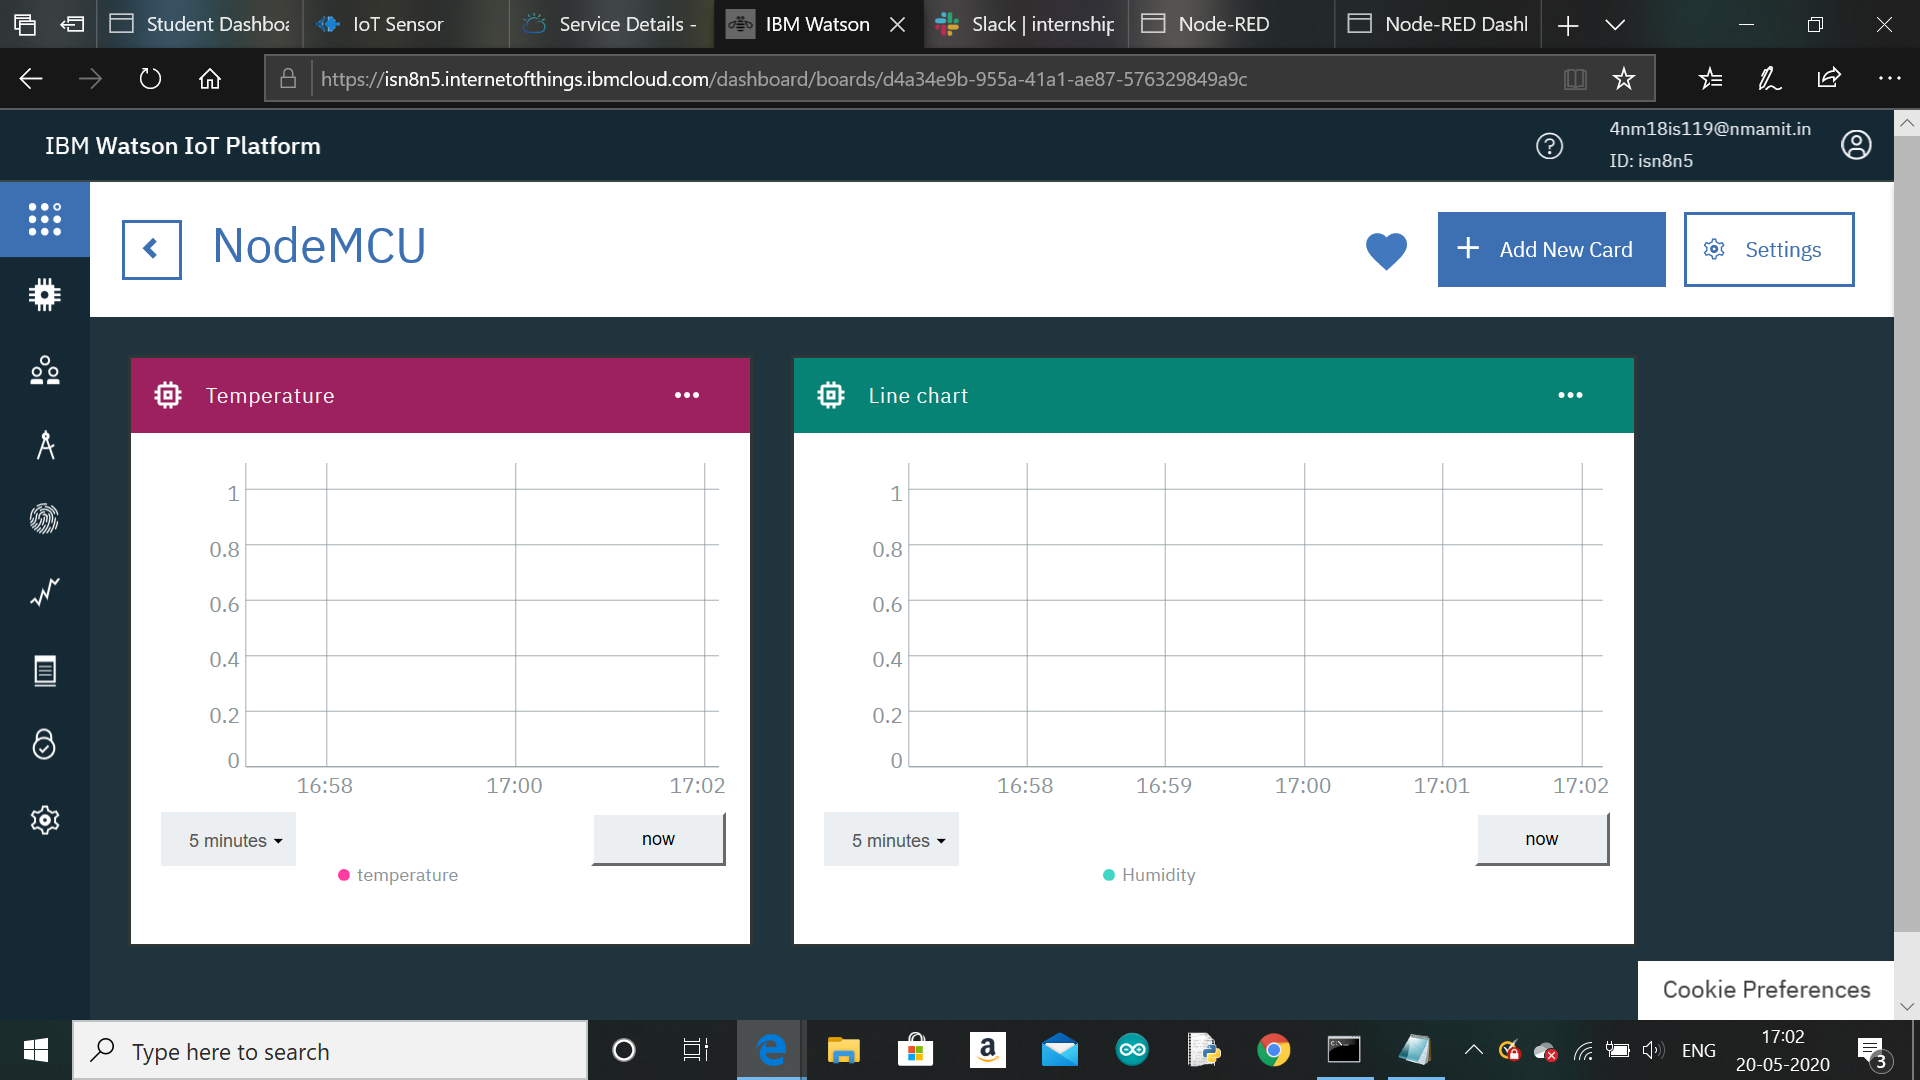 Student Dashboa
IoT Sensor
Service Details -
IBM Watson
Slack | internship
Node-RED
Node-RED Dashl
https://isn8n5.internetofthings.ibmcloud.com/dashboard/boards/d4a34e9b-955a-41a1-ae87-576329849a9c
IBM Watson IoT Platform
4nm18is119@nmamit.in
ID: isn8n5
NodeMCU
Add New Card
Settings
Temperature
1
0.8
0.6
0.4
0.2
0
16:58 17:00 17:02
5 minutes
now
temperature
Line chart
1
0.8
0.6
0.4
0.2
0
16:58 16:59 17:00 17:01 17:02
5 minutes
now
Humidity
Cookie Preferences
Type here to search
ENG
17:02
20-05-2020
3